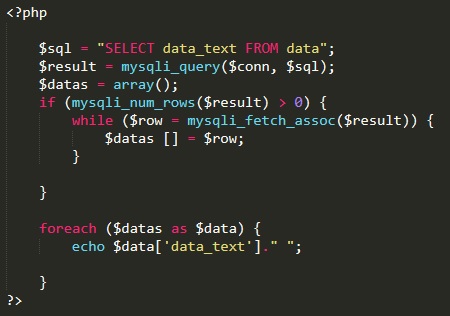 <?php
$sql = "SELECT data_text FROM data";
$result = mysqli_query($conn, $sql);
$datas = array();
if (mysqli_num_rows($result) > 0) {
while ($row = mysqli_fetch_assoc($result)) {
$datas [] = $row;
}
}
foreach ($datas as $data) {
echo $data['data_text']." ";
}
?>